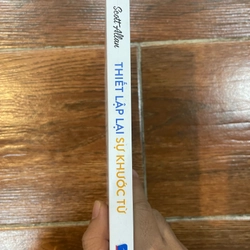 Scott Allan
THIẾT LẬP LẠI SỰ KHƯỚC TỪ